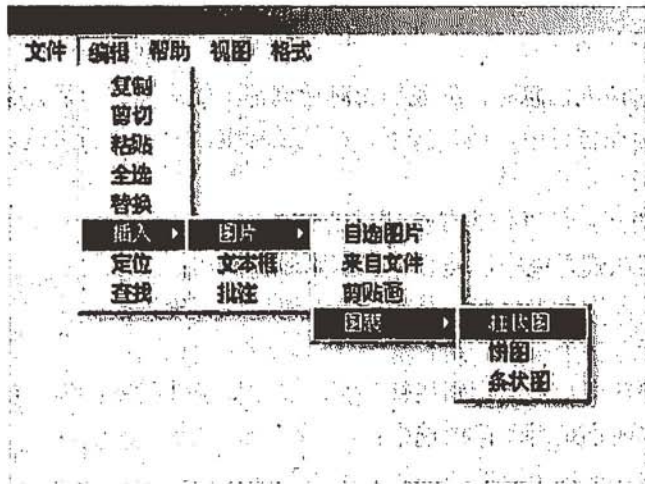 文件 编辑 帮助 视图 格式
复制
剪切
粘贴
全选
替换
插入 图片 自选图片
定位 文本框 来自文件
查找 批注 剪贴画
图表 柱状图
饼图
条状图